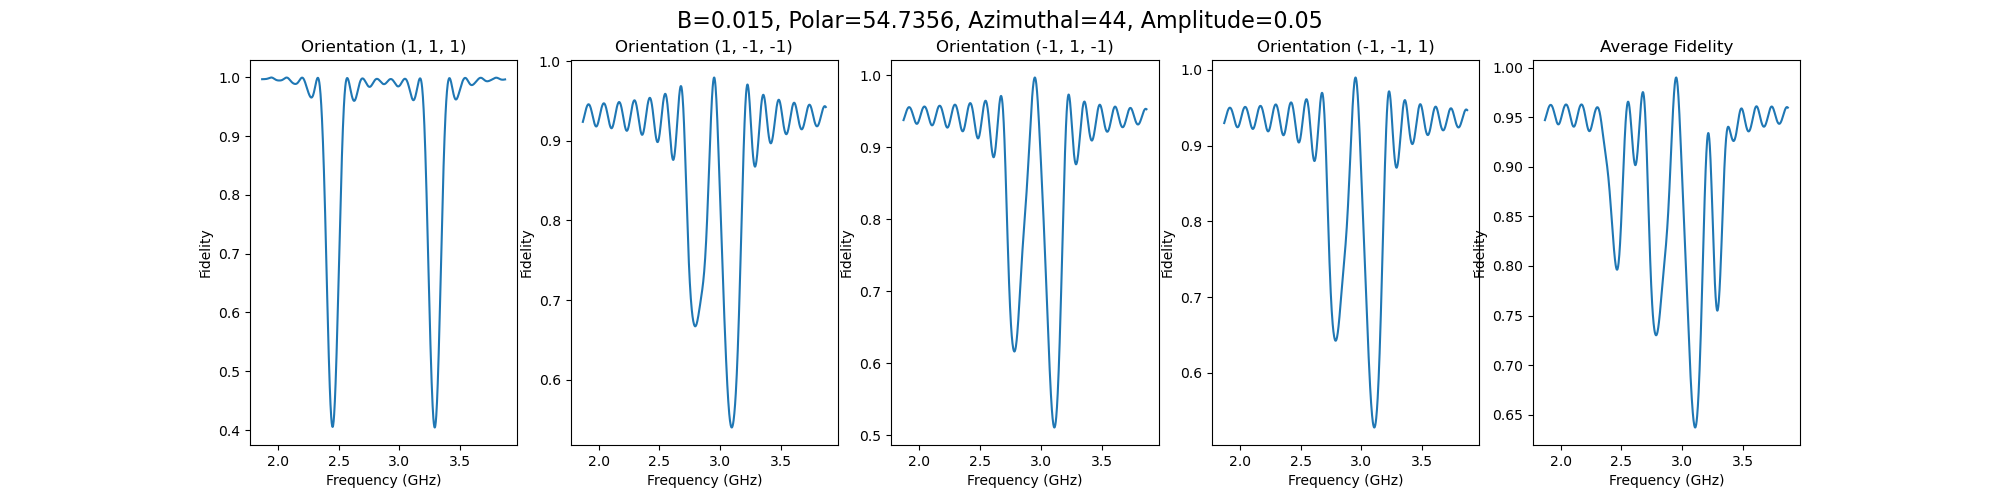 B=0.015, Polar=54.7356, Azimuthal=44, Amplitude=0.05
Orientation (1, 1, 1)
1.0
0.9
0.8
0.7
0.6
0.5
0.4
Fidelity
2.0 2.5 3.0 3.5
Frequency (GHz)
Orientation (1, -1, -1)
1.0
0.9
0.8
0.7
0.6
Fidelity
2.0 2.5 3.0 3.5
Frequency (GHz)
Orientation (-1, 1, -1)
1.0
0.9
0.8
0.7
0.6
0.5
Fidelity
2.0 2.5 3.0 3.5
Frequency (GHz)
Orientation (-1, -1, 1)
1.0
0.9
0.8
0.7
0.6
Fidelity
2.0 2.5 3.0 3.5
Frequency (GHz)
Average Fidelity
1.00
0.95
0.90
0.85
0.80
0.75
0.70
0.65
Fidelity
2.0 2.5 3.0 3.5
Frequency (GHz)